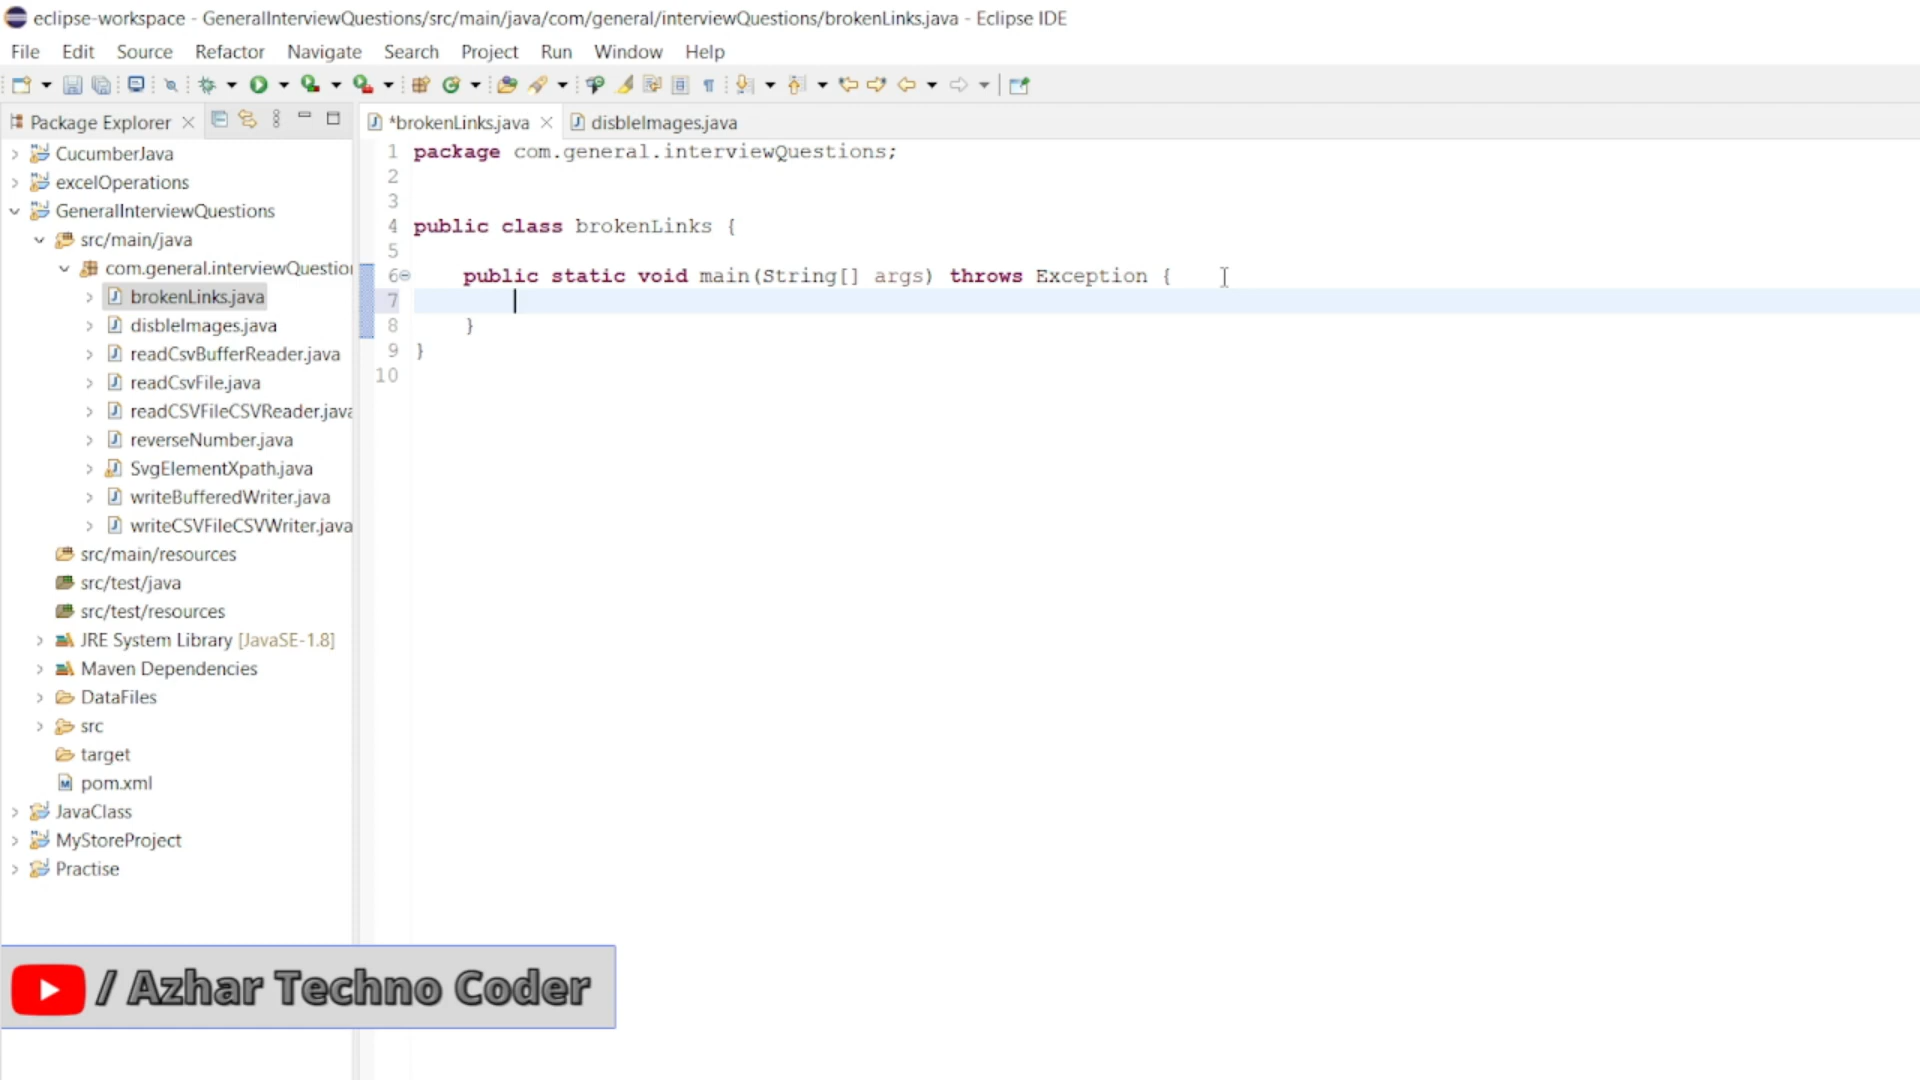 eclipse-workspace - GeneralInterviewQuestions/src/main/java/com/general/interviewQuestions/brokenLinks.java - Eclipse IDE
File Edit Source Refactor Navigate Search Project Run Window Help
Package Explorer
*brokenLinks.java disbleImages.java
CucumberJava
excelOperations
GeneralInterviewQuestions
src/main/java
com.general.interviewQuestion
brokenLinks.java
disbleImages.java
readCsvBufferReader.java
readCsvFile.java
readCSVFileCSVReader.java
reverseNumber.java
SvgElementXpath.java
writeBufferedWriter.java
writeCSVFileCSVWriter.java
src/main/resources
src/test/java
src/test/resources
JRE System Library [JavaSE-1.8]
Maven Dependencies
DataFiles
src
target
pom.xml
JavaClass
MyStoreProject
Practise
1 package com.general.interviewQuestions;
2
3
4 public class brokenLinks {
5
6 public static void main(String[] args) throws Exception {
7
8 }
9 }
10
/ Azhar Techno Coder